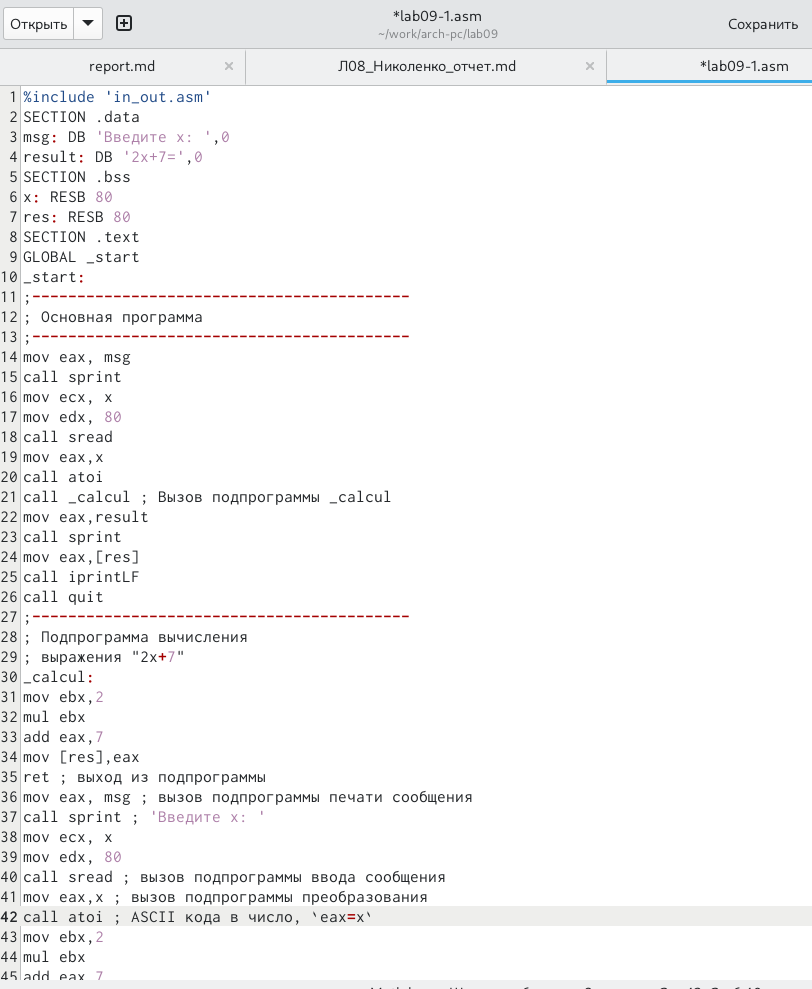 Открыть
*lab09-1.asm
~/work/arch-pc/lab09
Сохранить
report.md
Л08_Николенко_отчет.md
*lab09-1.asm
1 %include 'in_out.asm'
2 SECTION .data
3 msg: DB 'Введите x: ',0
4 result: DB '2x+7=',0
5 SECTION .bss
6 x: RESB 80
7 res: RESB 80
8 SECTION .text
9 GLOBAL _start
10 _start:
11 ;------------------------------------------
12 ; Основная программа
13 ;------------------------------------------
14 mov eax, msg
15 call sprint
16 mov ecx, x
17 mov edx, 80
18 call sread
19 mov eax,x
20 call atoi
21 call _calcul ; Вызов подпрограммы _calcul
22 mov eax,result
23 call sprint
24 mov eax,[res]
25 call iprintLF
26 call quit
27 ;------------------------------------------
28 ; Подпрограмма вычисления
29 ; выражения "2x+7"
30 _calcul:
31 mov ebx,2
32 mul ebx
33 add eax,7
34 mov [res],eax
35 ret ; выход из подпрограммы
36 mov eax, msg ; вызов подпрограммы печати сообщения
37 call sprint ; 'Введите x: '
38 mov ecx, x
39 mov edx, 80
40 call sread ; вызов подпрограммы ввода сообщения
41 mov eax,x ; вызов подпрограммы преобразования
42 call atoi ; ASCII кода в число, `eax=x`
43 mov ebx,2
44 mul ebx
45 add eax,7